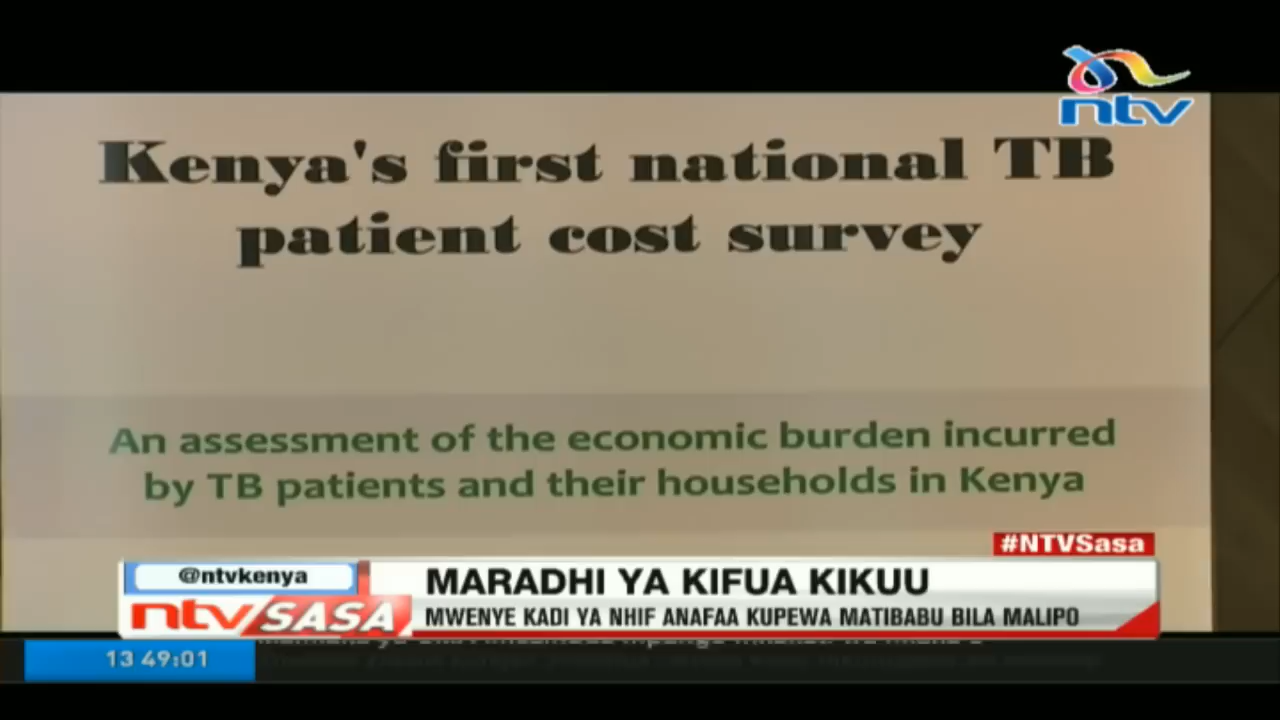 ntv
Kenya's first national TB
patient cost survey
An assessment of the economic burden incurred
by TB patients and their households in Kenya
#NTVSasa
@ntvkenya
MARADHI YA KIFUA KIKUU
ntv SASA
MWENYE KADI YA NHIF ANAFAA KUPEWA MATIBABU BILA MALIPO
13 49:01